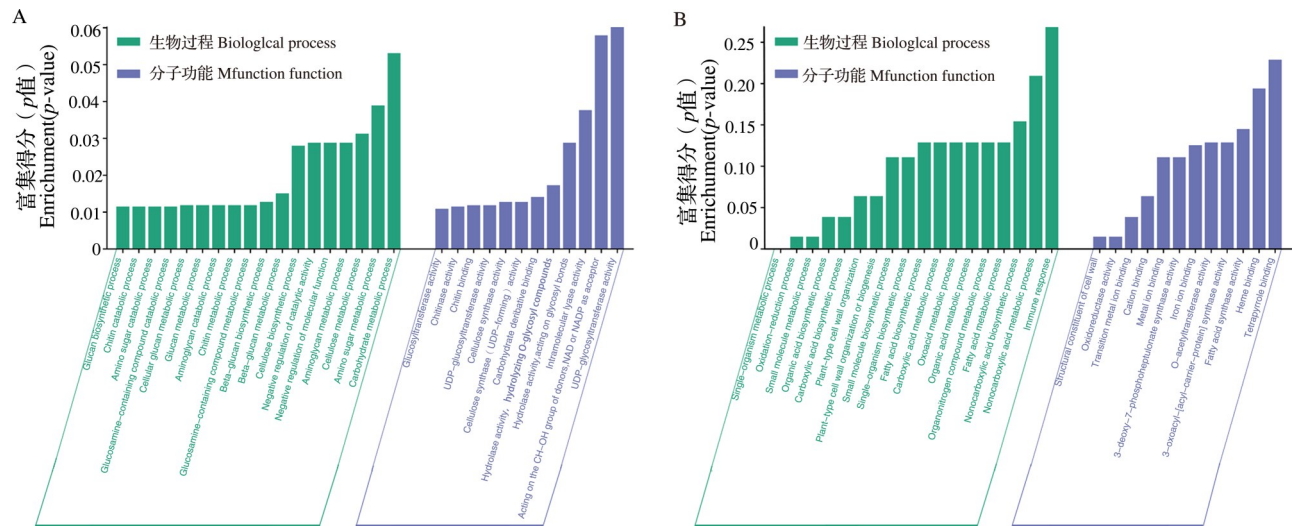 A
富集得分（p值）
Enrichument(p-value)
0.06
0.05
0.04
0.03
0.02
0.01
0
生物过程 Biologlcal process
分子功能 Mfunction function
Glucan biosynthetic process
Chitin catabolic process
Amino sugar catabolic process
Glucosamine-containing compound catabolic process
Cellular glucan metabolic process
Glucan metabolic process
Aminoglycan catabolic process
Chitin metabolic process
Glucosamine-containing compound metabolic process
Beta-glucan biosynthetic process
Beta-glucan metabolic process
Cellulose biosynthetic process
Negative regulation of catalytic activity
Negative regulation of molecular function
Aminoglycan metabolic process
Cellulose metabolic process
Amino sugar metabolic process
Carbohydrate metabolic process
Glucosyltransferase activity
Chitinase activity
Chitin binding
UDP-glucosyltransferase activity
Cellulose synthase activity
Cellulose synthase（UDP-forming）activity
Carbohydrate derivative binding
Hydrolase activity, hydrolyzing O-glycosyl compounds
Hydrolase activity,acting on glycosyl bonds
Intramolecular lyase activity
Acting on the CH-OH group of donors,NAD or NADP as acceptor
UDP-glycosyltransferase activity
B
富集得分（p值）
Enrichument(p-value)
0.25
0.20
0.15
0.10
0.05
0
生物过程 Biologlcal process
分子功能 Mfunction function
Single-organism metabolic process
Oxidation-reduction process
Small molecule metabolic process
Organic acid biosynthetic process
Carboxylic acid biosynthetic process
Plant-type cell wall organization
Plant-type cell wall organization or biogenesis
Small molecule biosynthetic process
Single-organism biosynthetic process
Fatty acid biosynthetic process
Carboxylic acid metabolic process
Oxoacid metabolic process
Organic acid metabolic process
Organonitrogen compound metabolic process
Fatty acid metabolic process
Nonocarboxylic acid biosynthetic process
Nonocarboxylic acid metabolic process
Immune response
Structural constituent of cell wall
Oxidoreductase activity
Transition metal ion binding
Cation binding
Metal ion binding
3-deoxy-7-phosphoheptulonate synthase activity
Iron ion binding
O-acetyltransferase activity
3-oxoacyl-[acyl-carrier-protein] synthase activity
Fatty acid synthase activity
Heme binding
Tetrapyrrole binding